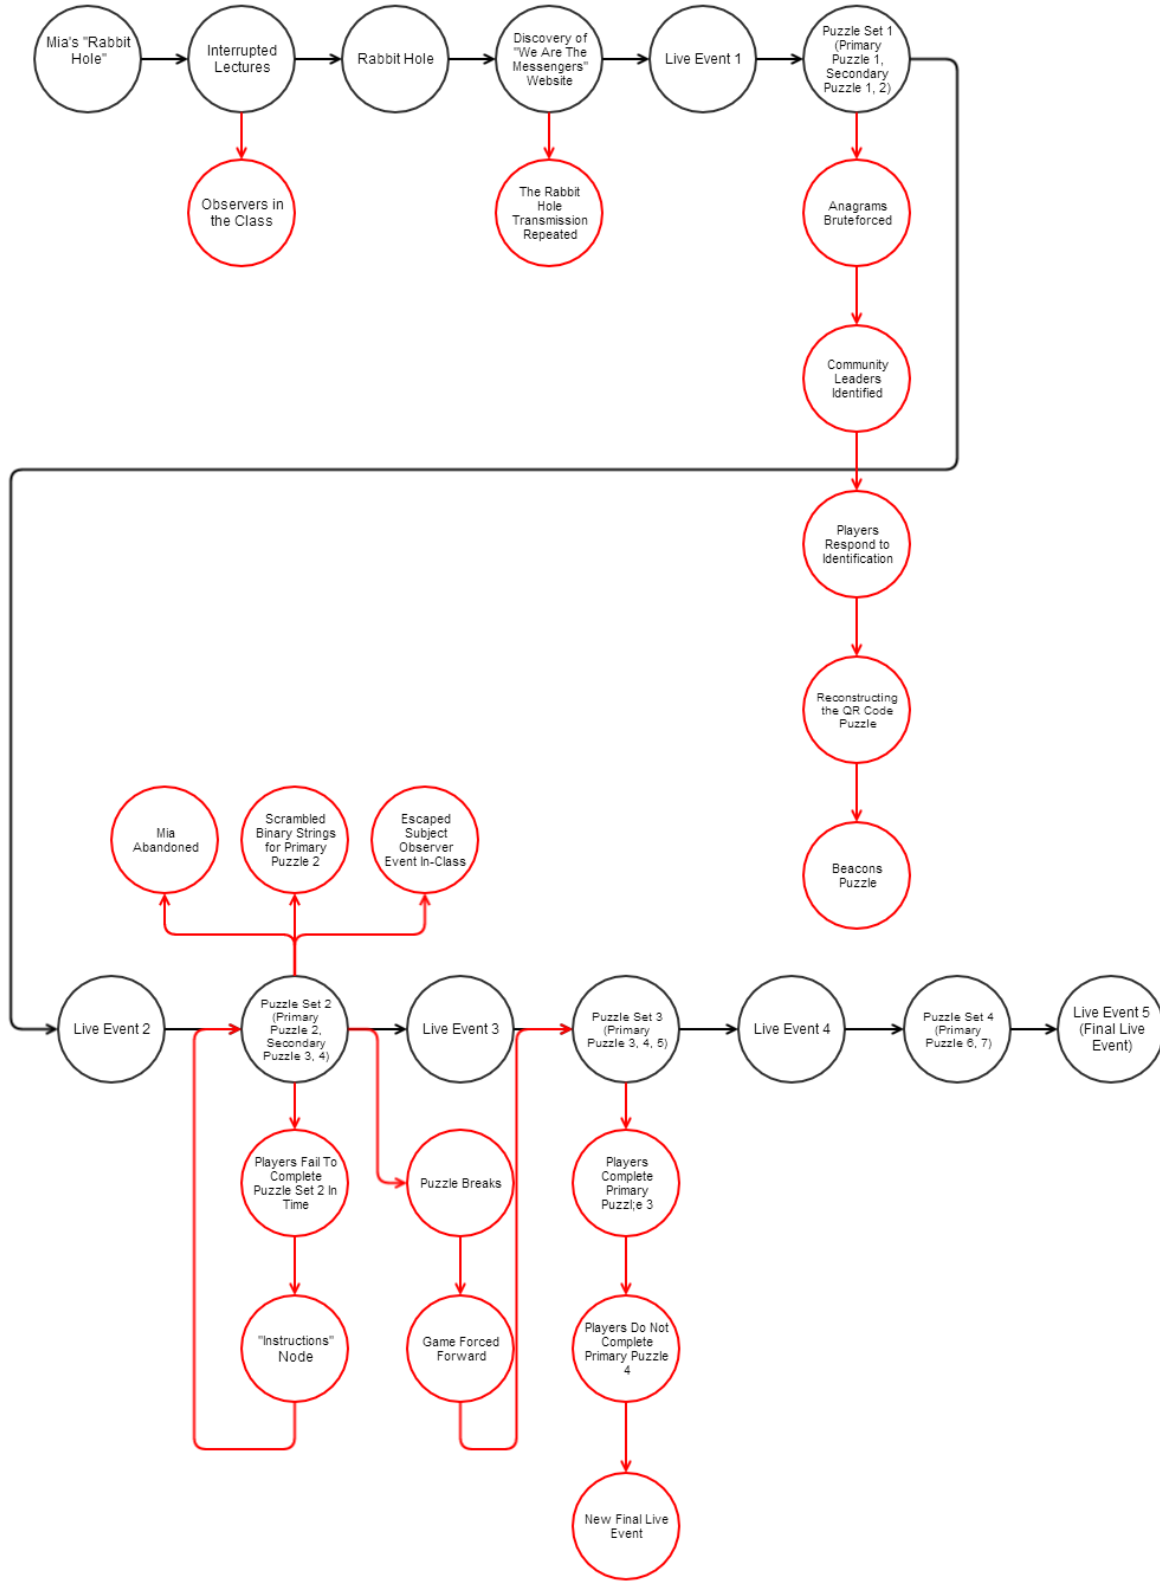 Mia's "Rabbit
Hole"
Interrupted
Lectures
Rabbit Hole
Discovery of
"We Are The
Messengers"
Website
Live Event 1
Puzzle Set 1
(Primary
Puzzle 1,
Secondary
Puzzle 1, 2)
Observers in
the Class
The Rabbit
Hole
Transmission
Repeated
Anagrams
Bruteforced
Community
Leaders
Identified
Players
Respond to
Identification
Reconstructing
the QR Code
Puzzle
Beacons
Puzzle
Mia
Abandoned
Scrambled
Binary Strings
for Primary
Puzzle 2
Escaped
Subject
Observer
Event In-Class
Live Event 2
Puzzle Set 2
(Primary
Puzzle 2,
Secondary
Puzzle 3, 4)
Live Event 3
Puzzle Set 3
(Primary
Puzzle 3, 4, 5)
Live Event 4
Puzzle Set 4
(Primary
Puzzle 6, 7)
Live Event 5
(Final Live
Event)
Players Fail To
Complete
Puzzle Set 2 In
Time
Puzzle Breaks
Players
Complete
Primary
Puzzl;e 3
"Instructions"
Node
Game Forced
Forward
Players Do Not
Complete
Primary Puzzle
4
New Final Live
Event